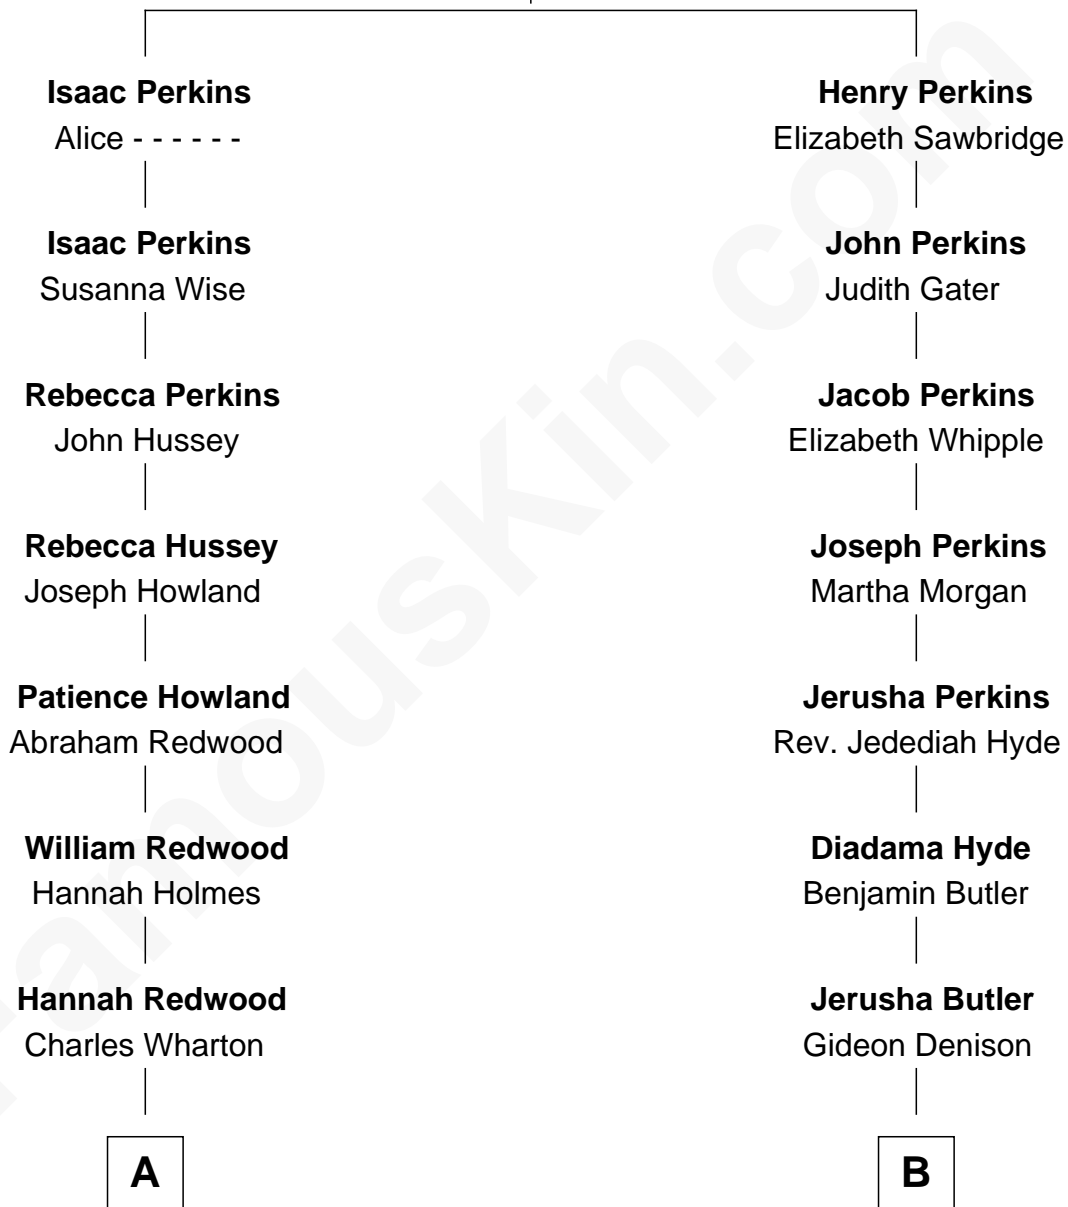 Isaac Perkins
Alice - - - - - -
Isaac Perkins
Susanna Wise
Rebecca Perkins
John Hussey
Rebecca Hussey
Joseph Howland
Patience Howland
Abraham Redwood
William Redwood
Hannah Holmes
Hannah Redwood
Charles Wharton
A
Henry Perkins
Elizabeth Sawbridge
John Perkins
Judith Gater
Jacob Perkins
Elizabeth Whipple
Joseph Perkins
Martha Morgan
Jerusha Perkins
Rev. Jedediah Hyde
Diadama Hyde
Benjamin Butler
Jerusha Butler
Gideon Denison
B
FamousKin.com